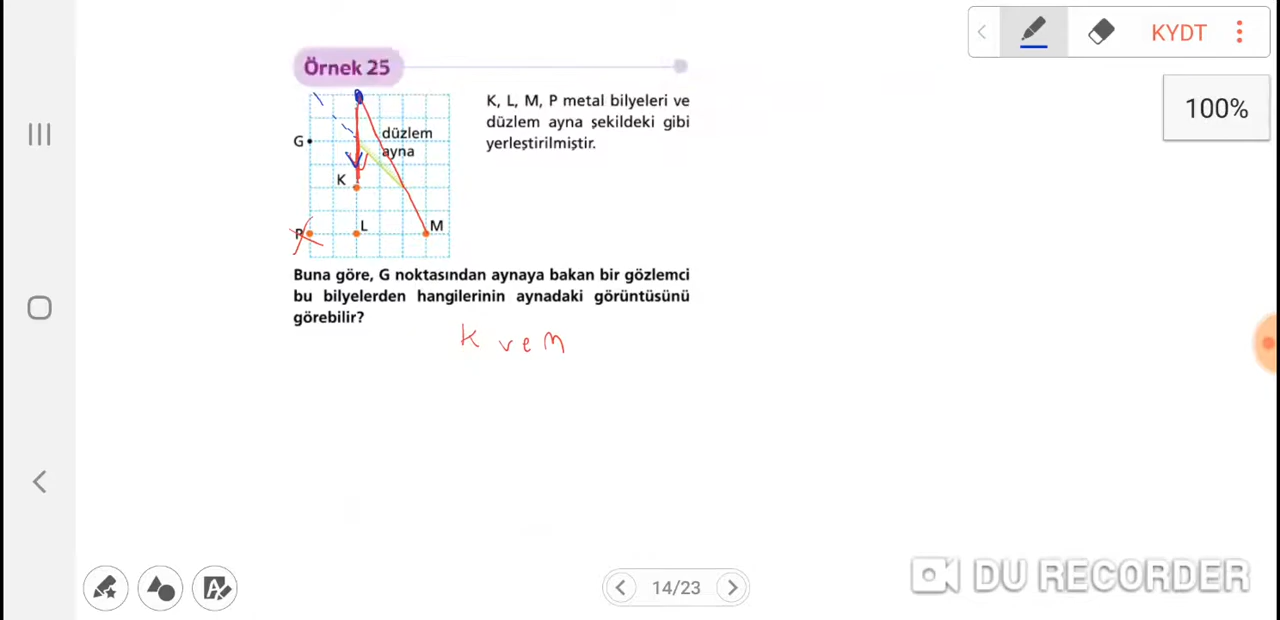 KYDT
100%
Örnek 25
K, L, M, P metal bilyeleri ve
düzlem ayna şekildeki gibi
yerleştirilmiştir.
düzlem
ayna
G
K
P
L
M
Buna göre, G noktasından aynaya bakan bir gözlemci
bu bilyelerden hangilerinin aynadaki görüntüsünü
görebilir?
K ve M
14/23
DU RECORDER